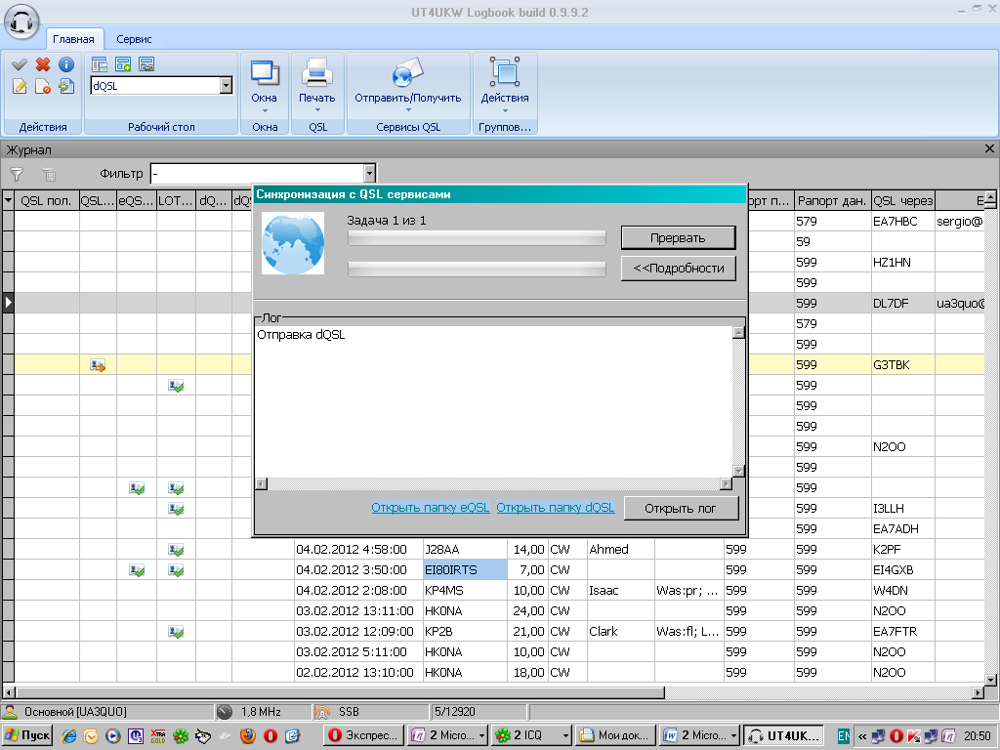 UT4UKW Logbook build 0.9.9.2
Главная Сервис
dQSL
Окна Печать Отправить/Получить Действия
Действия Рабочий стол Окна QSL Сервисы QSL Группов...
Журнал
Фильтр -
QSL пол. QSL... eQS... LOT... dQ... Рапорт дан. QSL через
Синхронизация с QSL сервисами
Задача 1 из 1
Прервать
<<Подробности
Лог
Отправка dQSL
Открыть папку eQSL Открыть папку dQSL Открыть лог
579 EA7HBC sergio@
59
599 HZ1HN
599
599 DL7DF ua3quo@
579
599
599 G3TBK
599
599
599
599 N2OO
599
599
599 I3LLH
599 EA7ADH
04.02.2012 4:58:00 J28AA 14,00 CW Ahmed 599 599 K2PF
04.02.2012 3:50:00 EI80IRTS 7,00 CW 599 599 EI4GXB
04.02.2012 2:08:00 KP4MS 10,00 CW Isaac Was:pr; ... 599 599 W4DN
03.02.2012 13:11:00 HK0NA 24,00 CW 599 599 N2OO
03.02.2012 12:09:00 KP2B 21,00 CW Clark Was:fl; L... 599 599 EA7FTR
03.02.2012 5:11:00 HK0NA 10,00 CW 599 599 N2OO
02.02.2012 13:10:00 HK0NA 18,00 CW 599 599 N2OO
Основной [UA3QUO] 1,8 MHz SSB 5/12920
Пуск Экспрес... 2 Micro... 2 ICQ Мои док... 2 Micro... UT4UK... EN « 20:50